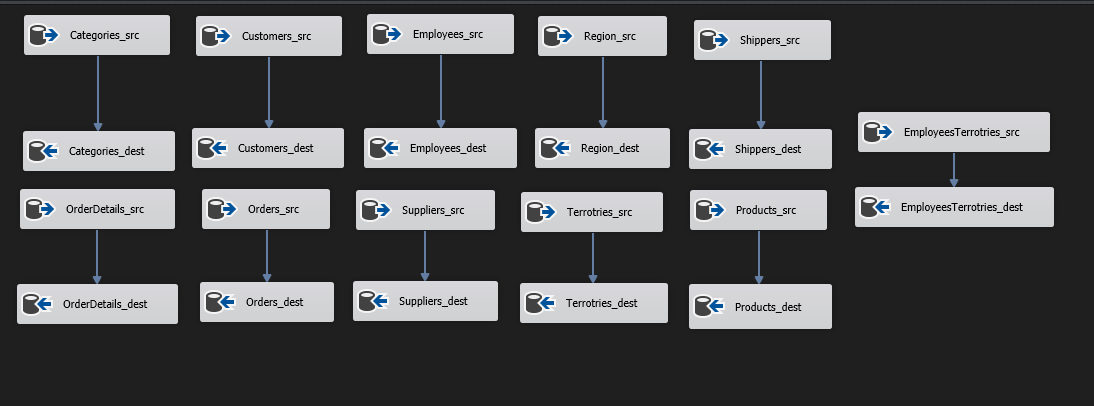 Categories_src
Customers_src
Employees_src
Region_src
Shippers_src
Categories_dest
Customers_dest
Employees_dest
Region_dest
Shippers_dest
EmployeesTerrotries_src
EmployeesTerrotries_dest
OrderDetails_src
Orders_src
Suppliers_src
Terrotries_src
Products_src
OrderDetails_dest
Orders_dest
Suppliers_dest
Terrotries_dest
Products_dest